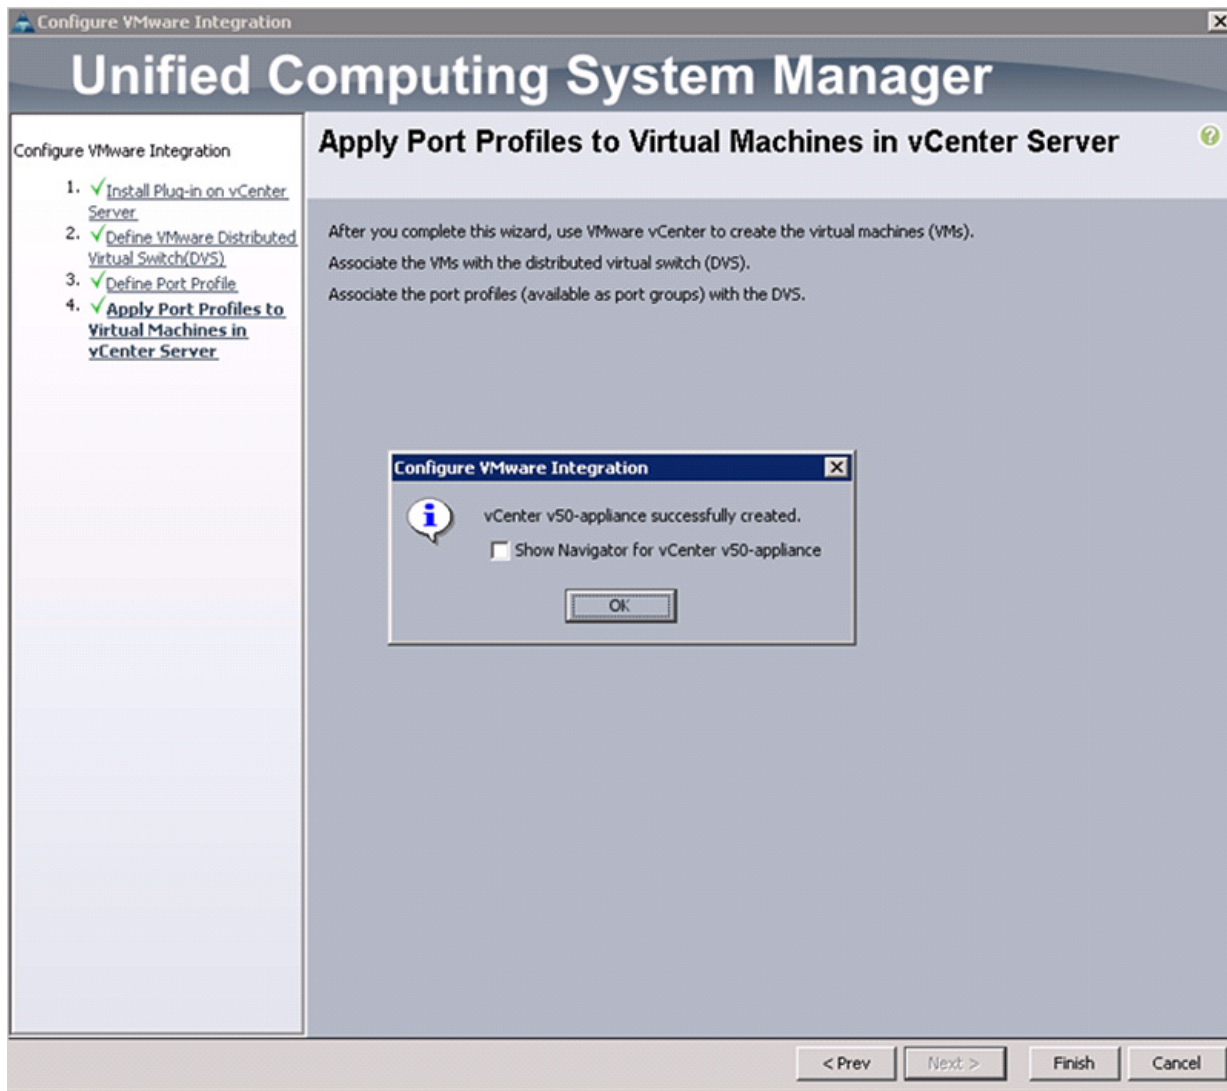 Configure VMware Integration
Unified Computing System Manager
Configure VMware Integration
1. Install Plug-in on vCenter
Server
2. Define VMware Distributed
Virtual Switch(DVS)
3. Define Port Profile
4. Apply Port Profiles to
Virtual Machines in
vCenter Server
Apply Port Profiles to Virtual Machines in vCenter Server
?
After you complete this wizard, use VMware vCenter to create the virtual machines (VMs).
Associate the VMs with the distributed virtual switch (DVS).
Associate the port profiles (available as port groups) with the DVS.
Configure VMware Integration
vCenter v50-appliance successfully created.
Show Navigator for vCenter v50-appliance
OK
< Prev Next > Finish Cancel